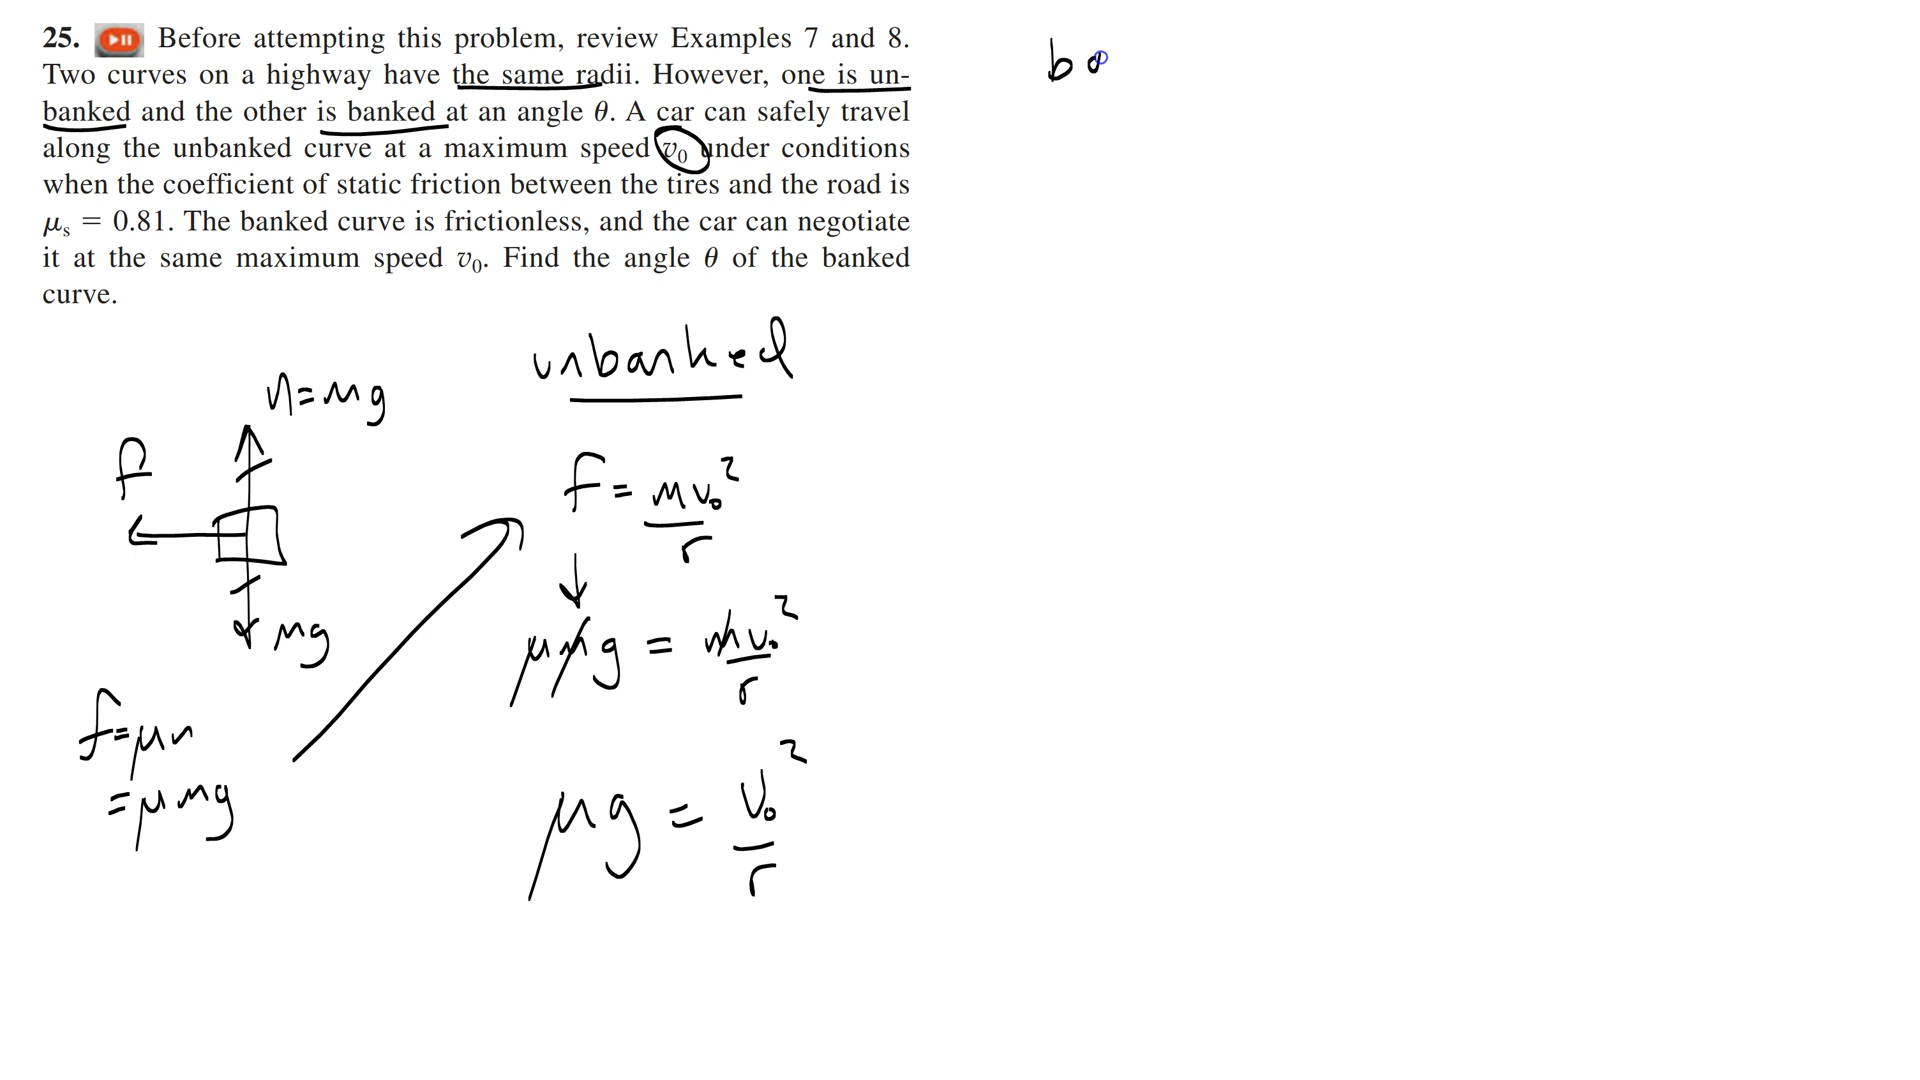 25. Before attempting this problem, review Examples 7 and 8.
Two curves on a highway have the same radii. However, one is un-
banked and the other is banked at an angle θ. A car can safely travel
along the unbanked curve at a maximum speed v₀ under conditions
when the coefficient of static friction between the tires and the road is
μₛ = 0.81. The banked curve is frictionless, and the car can negotiate
it at the same maximum speed v₀. Find the angle θ of the banked
curve.
unbanked
n=mg
f
mg
f=μn
=μmg
f = mv₀²/r
μmg = mv₀²/r
μg = v₀²/r
ba